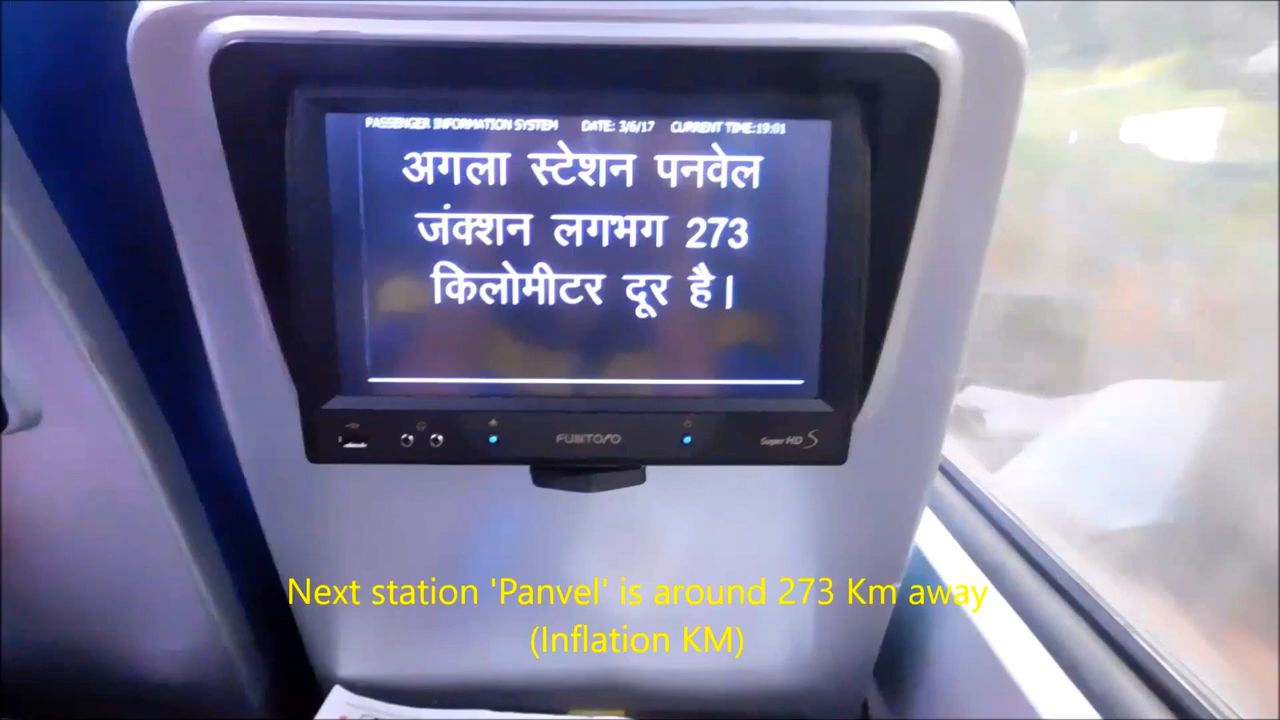 PASSENGER INFORMATION SYSTEM DATE: 3/6/17 CURRENT TIME:19:01
अगला स्टेशन पनवेल
जंक्शन लगभग 273
किलोमीटर दूर है।
FUJITORO Super HD S
Next station 'Panvel' is around 273 Km away
(Inflation KM)